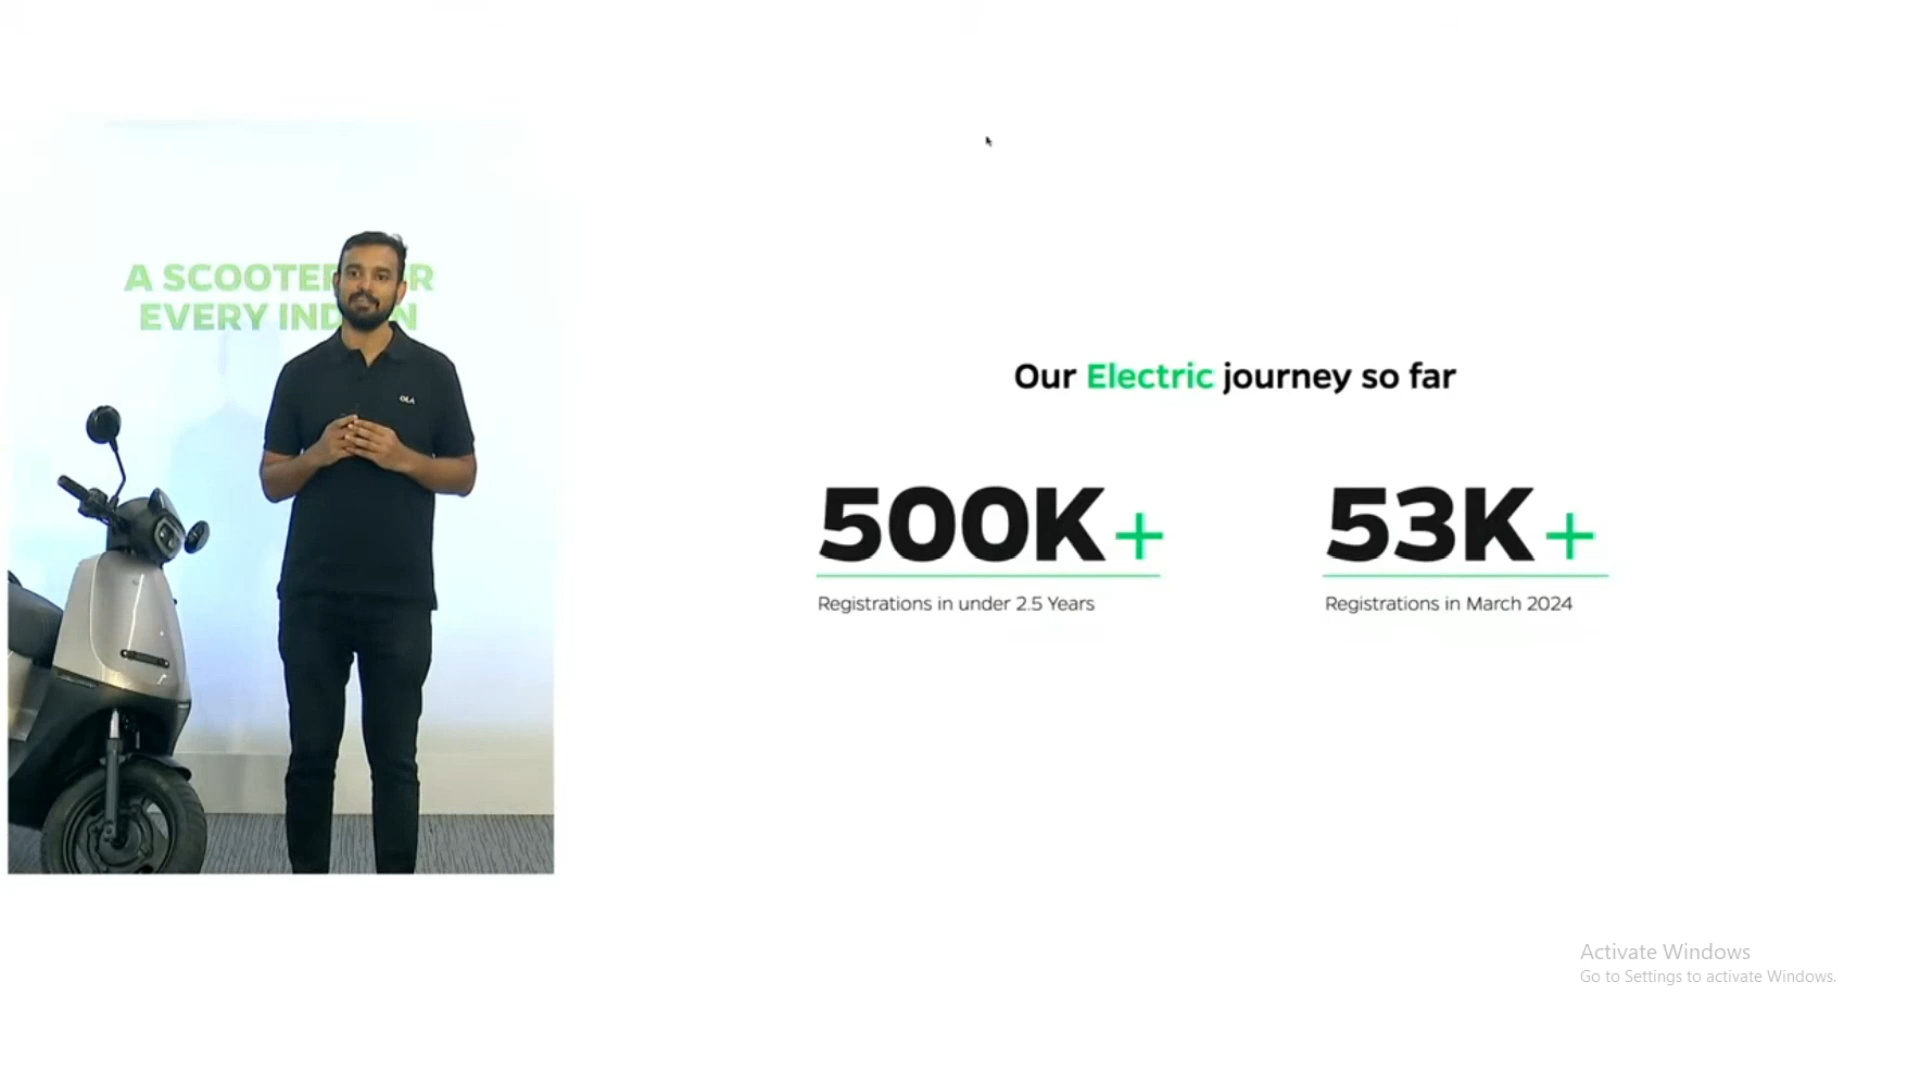 A SCOOTER
EVERY IND N
OLA
Our Electric journey so far
500K+
Registrations in under 2.5 Years
53K+
Registrations in March 2024
Activate Windows
Go to Settings to activate Windows.